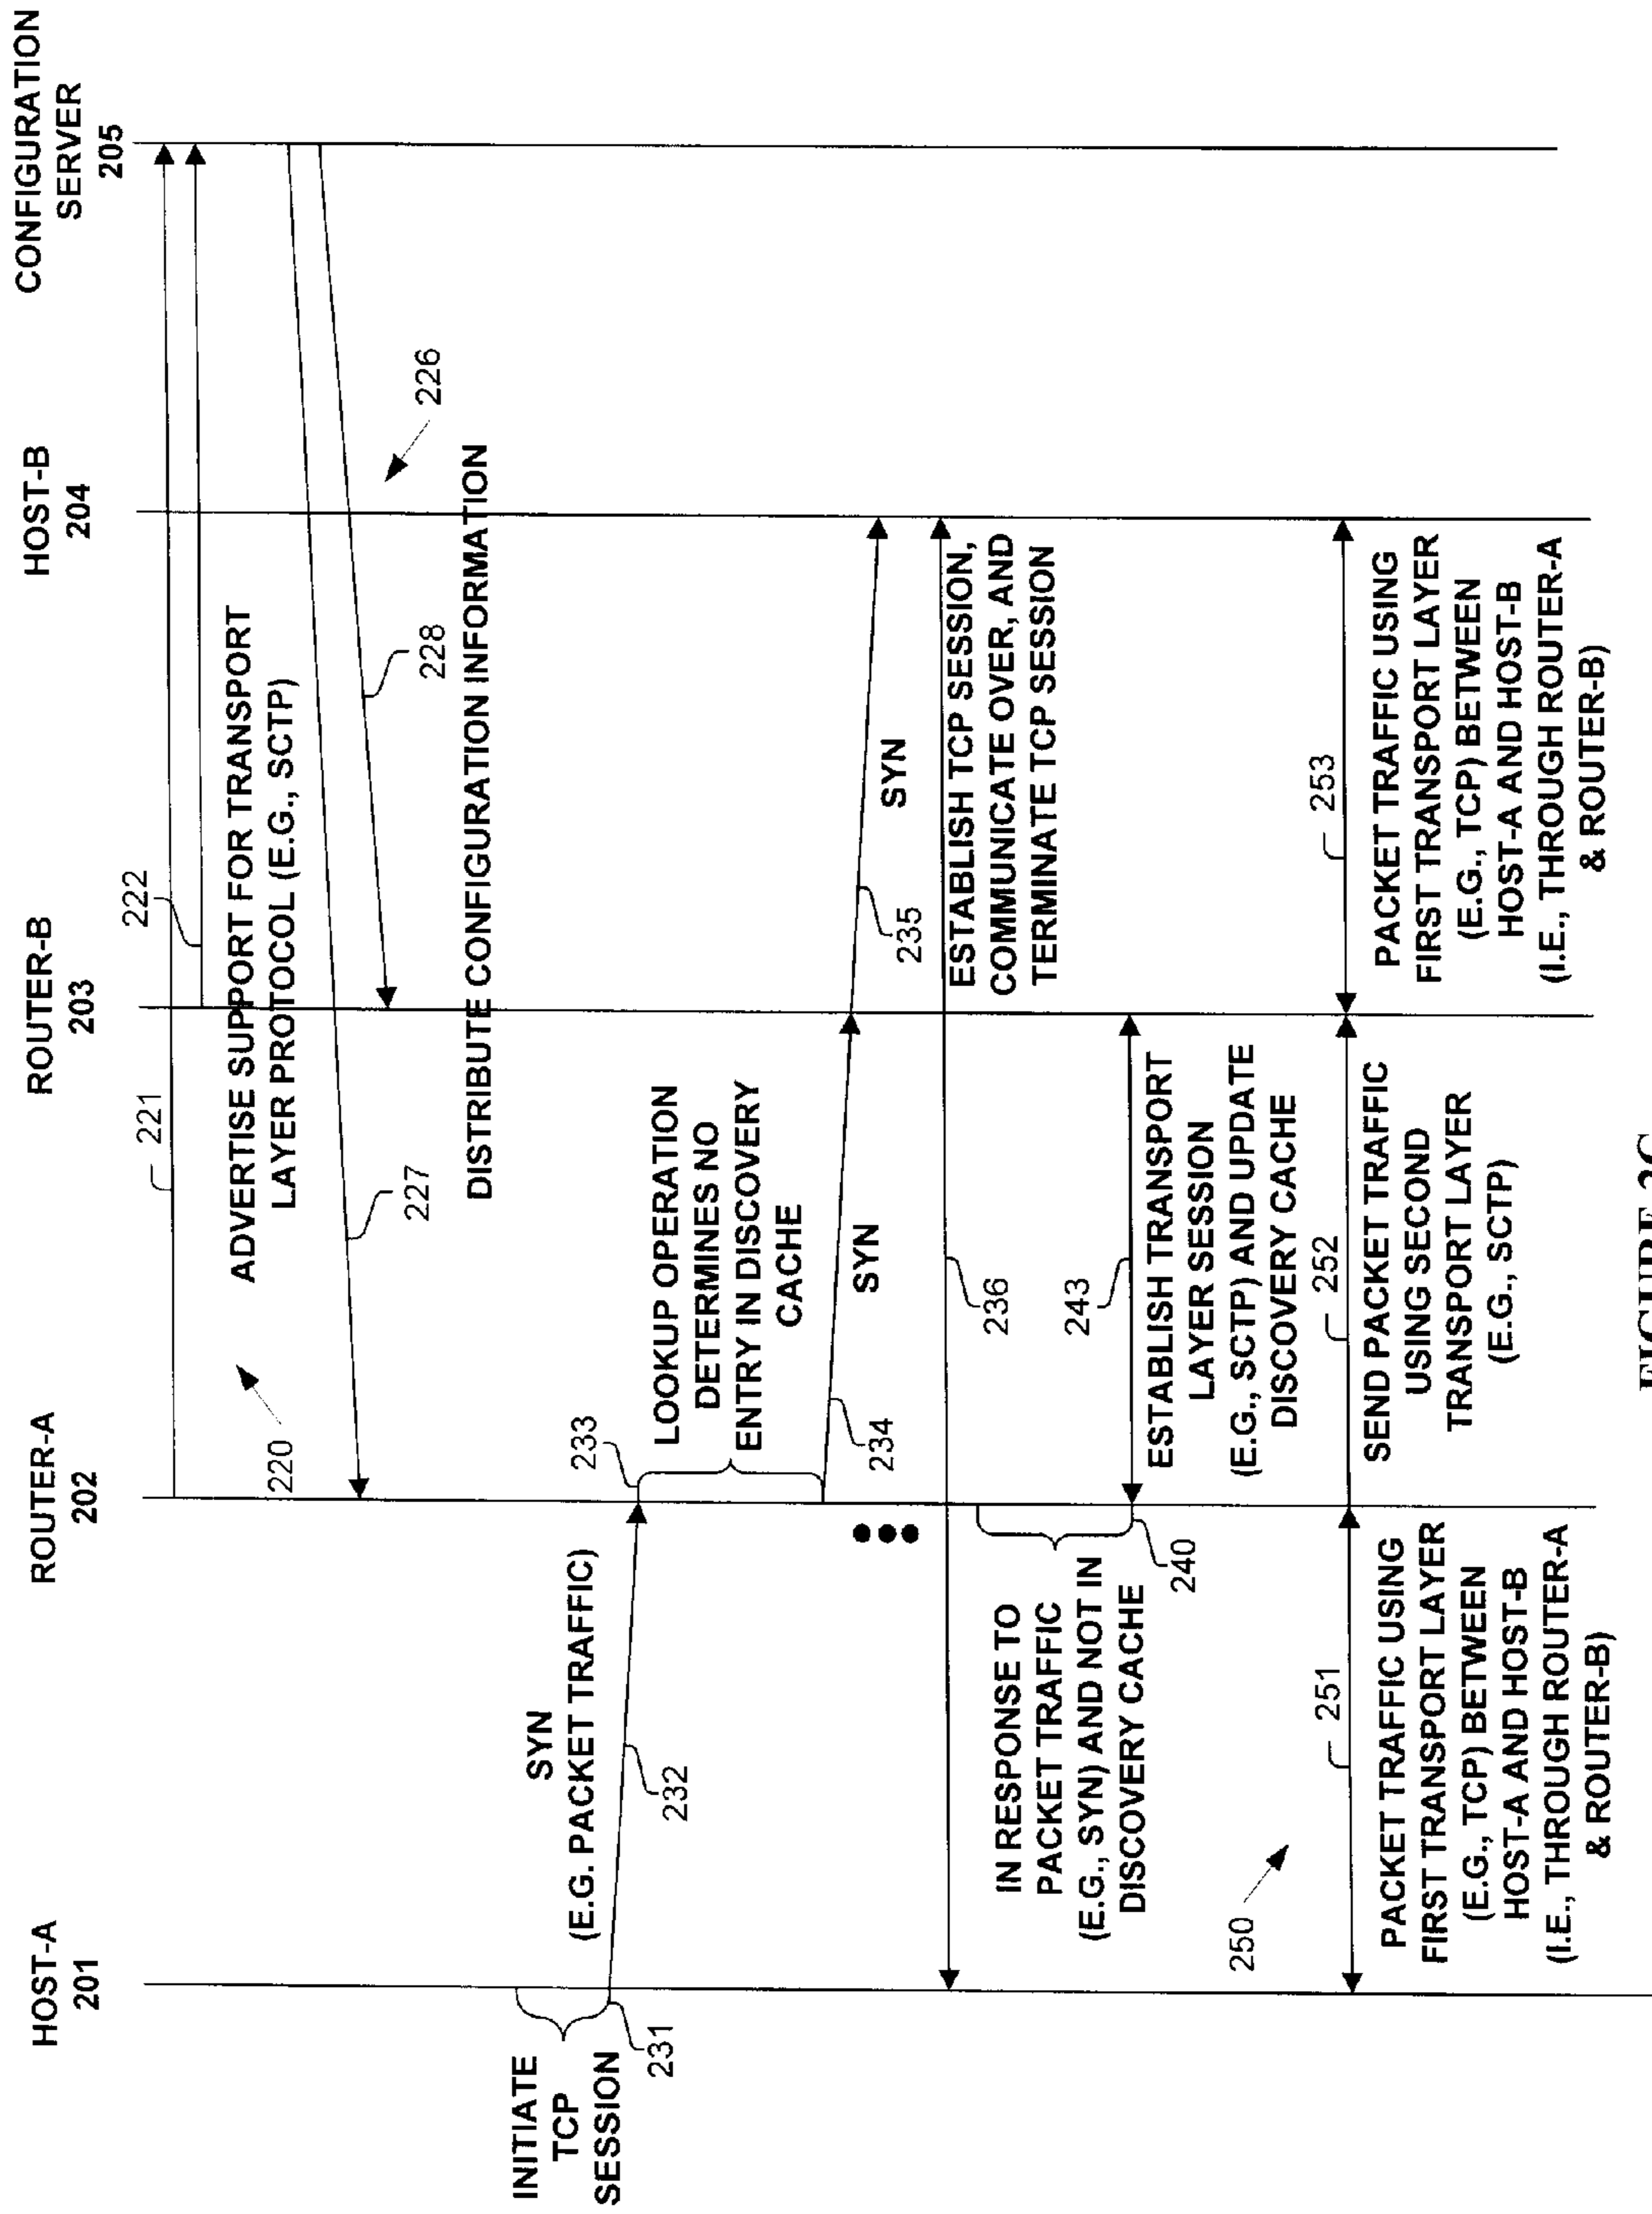 HOST-A
201
ROUTER-A
202
ROUTER-B
203
HOST-B
204
CONFIGURATION
SERVER
205
221
222
220
ADVERTISE SUPPORT FOR TRANSPORT
LAYER PROTOCOL (E.G., SCTP)
227
228
226
DISTRIBUTE CONFIGURATION INFORMATION
INITIATE
TCP
SESSION
231
SYN
(E.G. PACKET TRAFFIC)
232
233
LOOKUP OPERATION
DETERMINES NO
ENTRY IN DISCOVERY
CACHE
234
SYN
235
SYN
236
ESTABLISH TCP SESSION,
COMMUNICATE OVER, AND
TERMINATE TCP SESSION
IN RESPONSE TO
PACKET TRAFFIC
(E.G., SYN) AND NOT IN
DISCOVERY CACHE
240
243
ESTABLISH TRANSPORT
LAYER SESSION
(E.G., SCTP) AND UPDATE
DISCOVERY CACHE
250
251
PACKET TRAFFIC USING
FIRST TRANSPORT LAYER
(E.G., TCP) BETWEEN
HOST-A AND HOST-B
(I.E., THROUGH ROUTER-A
& ROUTER-B)
252
SEND PACKET TRAFFIC
USING SECOND
TRANSPORT LAYER
(E.G., SCTP)
253
PACKET TRAFFIC USING
FIRST TRANSPORT LAYER
(E.G., TCP) BETWEEN
HOST-A AND HOST-B
(I.E., THROUGH ROUTER-A
& ROUTER-B)
FIGURE